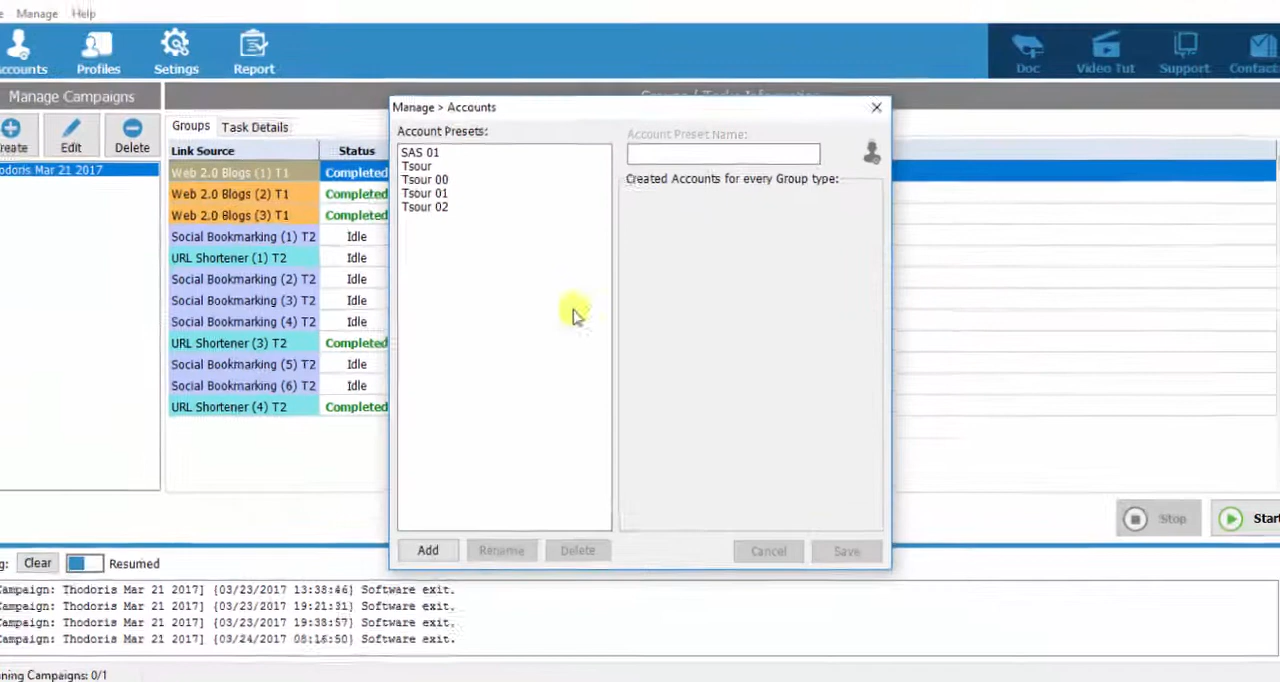 Manage Help
Accounts Profiles Setings Report Doc Video Tut Support Contact
Manage Campaigns
Create Edit Delete
Thodoris Mar 21 2017
Groups Task Details
Link Source Status
Web 2.0 Blogs (1) T1 Completed
Web 2.0 Blogs (2) T1 Completed
Web 2.0 Blogs (3) T1 Completed
Social Bookmarking (1) T2 Idle
URL Shortener (1) T2 Idle
Social Bookmarking (2) T2 Idle
Social Bookmarking (3) T2 Idle
Social Bookmarking (4) T2 Idle
URL Shortener (3) T2 Completed
Social Bookmarking (5) T2 Idle
Social Bookmarking (6) T2 Idle
URL Shortener (4) T2 Completed
Manage > Accounts
Account Presets:
SAS 01
Tsour
Tsour 00
Tsour 01
Tsour 02
Account Preset Name:
Created Accounts for every Group type:
Add Rename Delete Cancel Save
Stop Start
Clear Resumed
Campaign: Thodoris Mar 21 2017] {03/23/2017 13:38:46} Software exit.
Campaign: Thodoris Mar 21 2017] {03/23/2017 19:21:31} Software exit.
Campaign: Thodoris Mar 21 2017] {03/23/2017 19:38:57} Software exit.
Campaign: Thodoris Mar 21 2017] {03/24/2017 08:16:50} Software exit.
ning Campaigns: 0/1